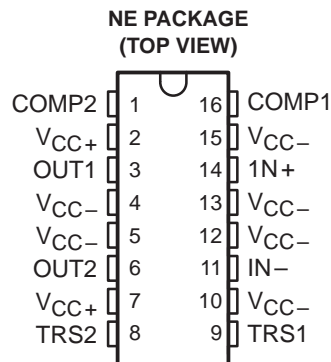 NE PACKAGE
(TOP VIEW)
COMP2 1 16 COMP1
VCC+ 2 15 VCC−
OUT1 3 14 1N+
VCC− 4 13 VCC−
VCC− 5 12 VCC−
OUT2 6 11 IN−
VCC+ 7 10 VCC−
TRS2 8 9 TRS1